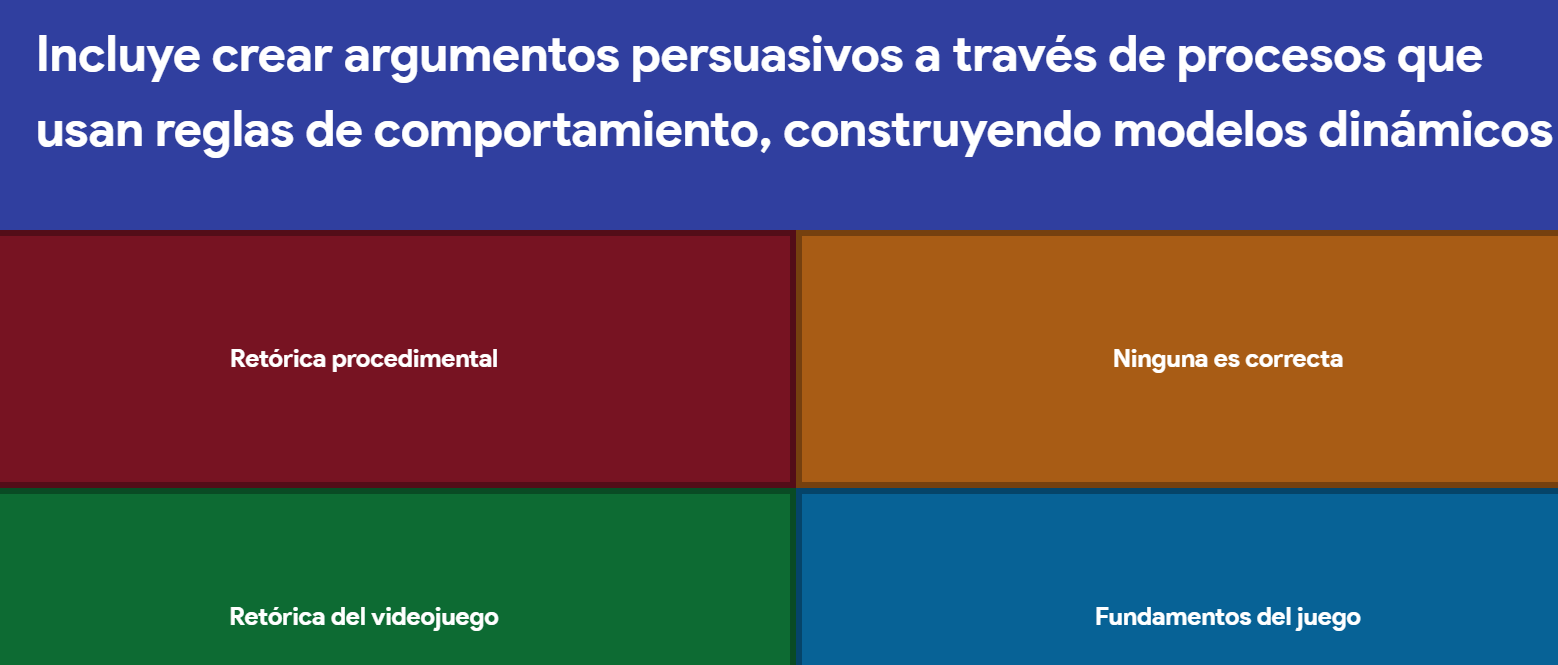 Incluye crear argumentos persuasivos a través de procesos que
usan reglas de comportamiento, construyendo modelos dinámicos
Retórica procedimental
Ninguna es correcta
Retórica del videojuego
Fundamentos del juego